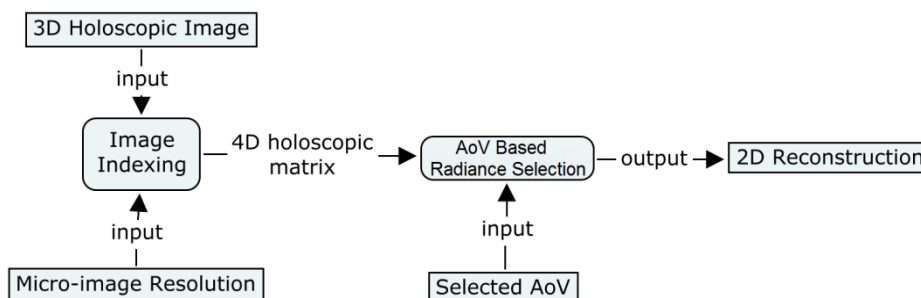 3D Holoscopic Image
input
Image
Indexing
4D holoscopic
matrix
AoV Based
Radiance Selection
output
2D Reconstruction
input
input
Micro-image Resolution
Selected AoV